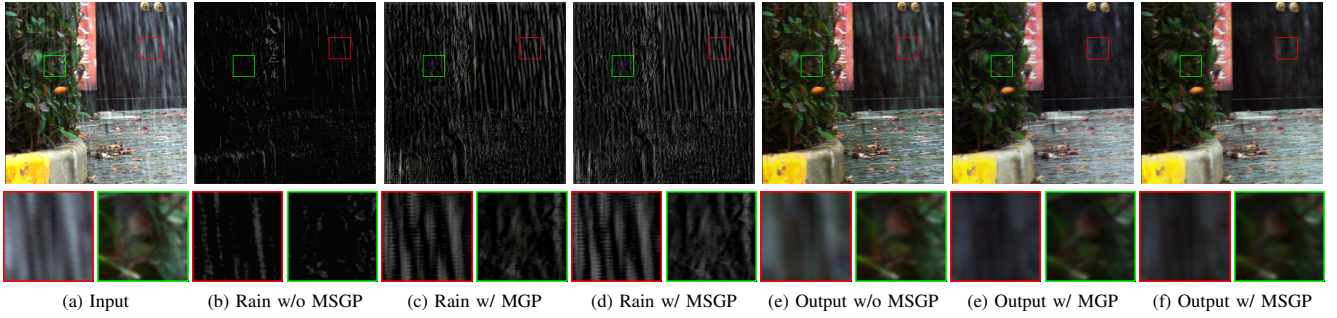 (a) Input
(b) Rain w/o MSGP
(c) Rain w/ MGP
(d) Rain w/ MSGP
(e) Output w/o MSGP
(e) Output w/ MGP
(f) Output w/ MSGP